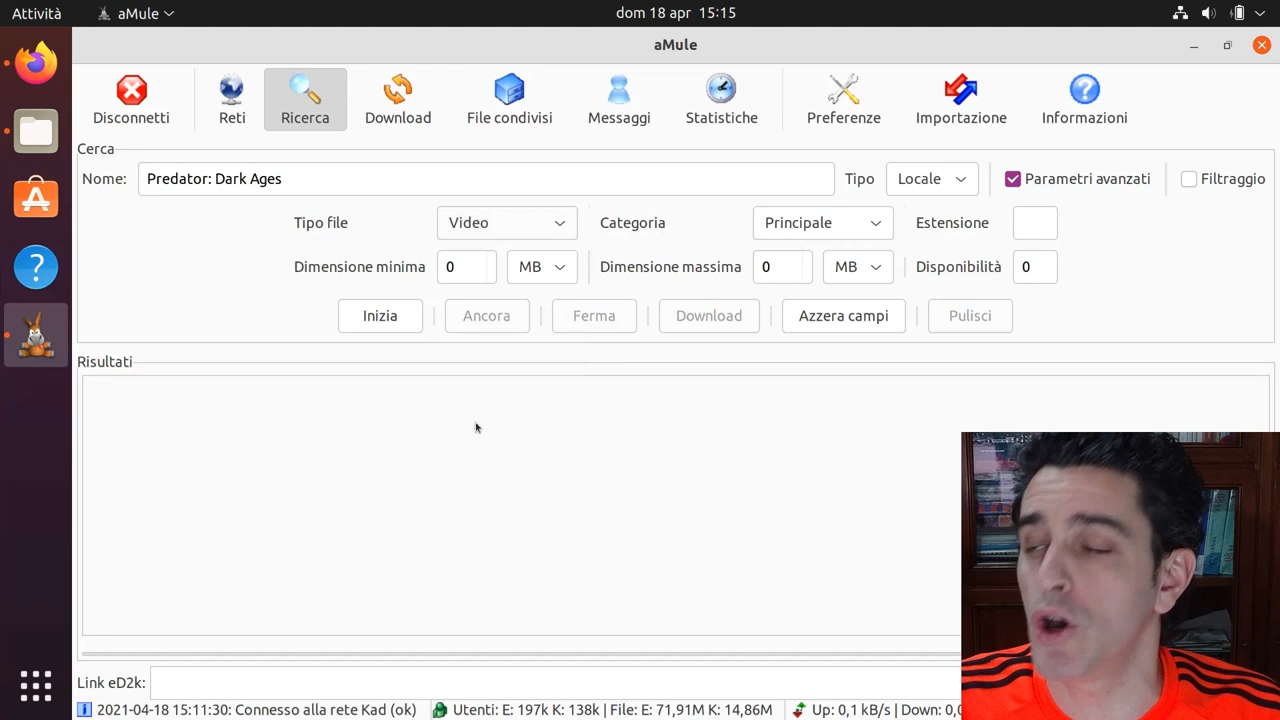 Attività
aMule
dom 18 apr 15:15
aMule
Disconnetti
Reti
Ricerca
Download
File condivisi
Messaggi
Statistiche
Preferenze
Importazione
Informazioni
Cerca
Nome: Predator: Dark Ages
Tipo Locale
Parametri avanzati
Filtraggio
Tipo file Video
Categoria Principale
Estensione
Dimensione minima 0 MB
Dimensione massima 0 MB
Disponibilità 0
Inizia
Ancora
Ferma
Download
Azzera campi
Pulisci
Risultati
Link eD2k:
2021-04-18 15:11:30: Connesso alla rete Kad (ok)
Utenti: E: 197k K: 138k | File: E: 71,91M K: 14,86M
Up: 0,1 kB/s | Down: 0,0